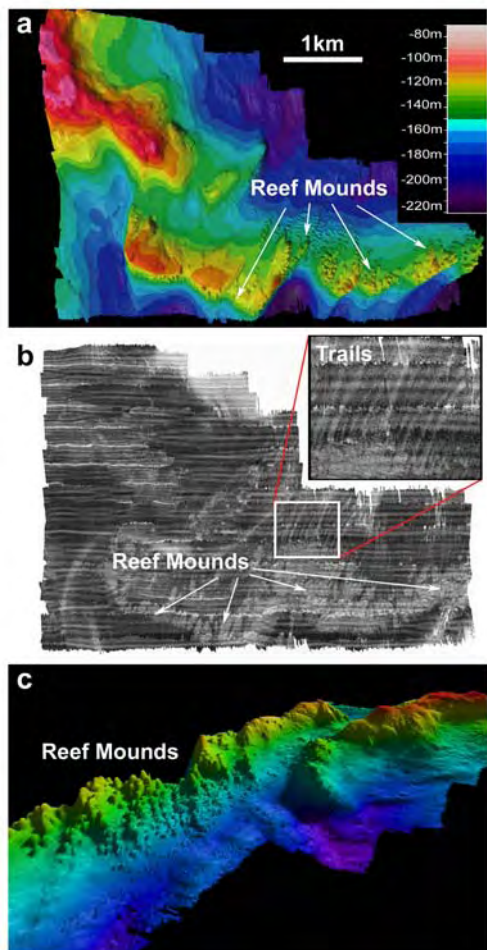 a
1km
-80m
-100m
-120m
-140m
-160m
-180m
-200m
-220m
Reef Mounds
b
Trails
Reef Mounds
c
Reef Mounds